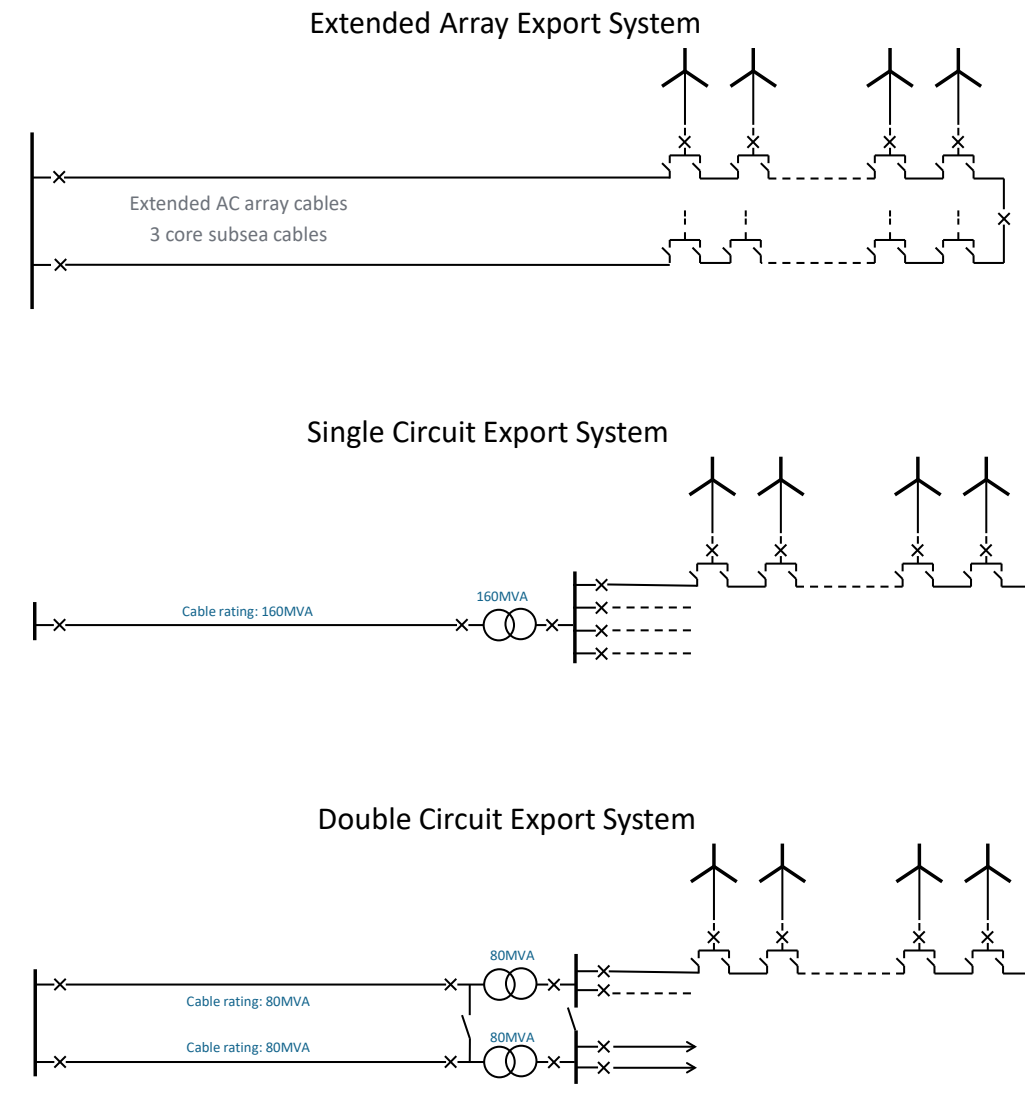 Extended Array Export System
Extended AC array cables
3 core subsea cables
Single Circuit Export System
160MVA
Cable rating: 160MVA
Double Circuit Export System
80MVA
Cable rating: 80MVA
80MVA
Cable rating: 80MVA